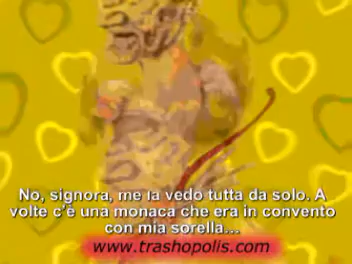 No, signora, me la vedo tutta da solo. A
volte c'è una monaca che era in convento
con mia sorella...
www.trashopolis.com